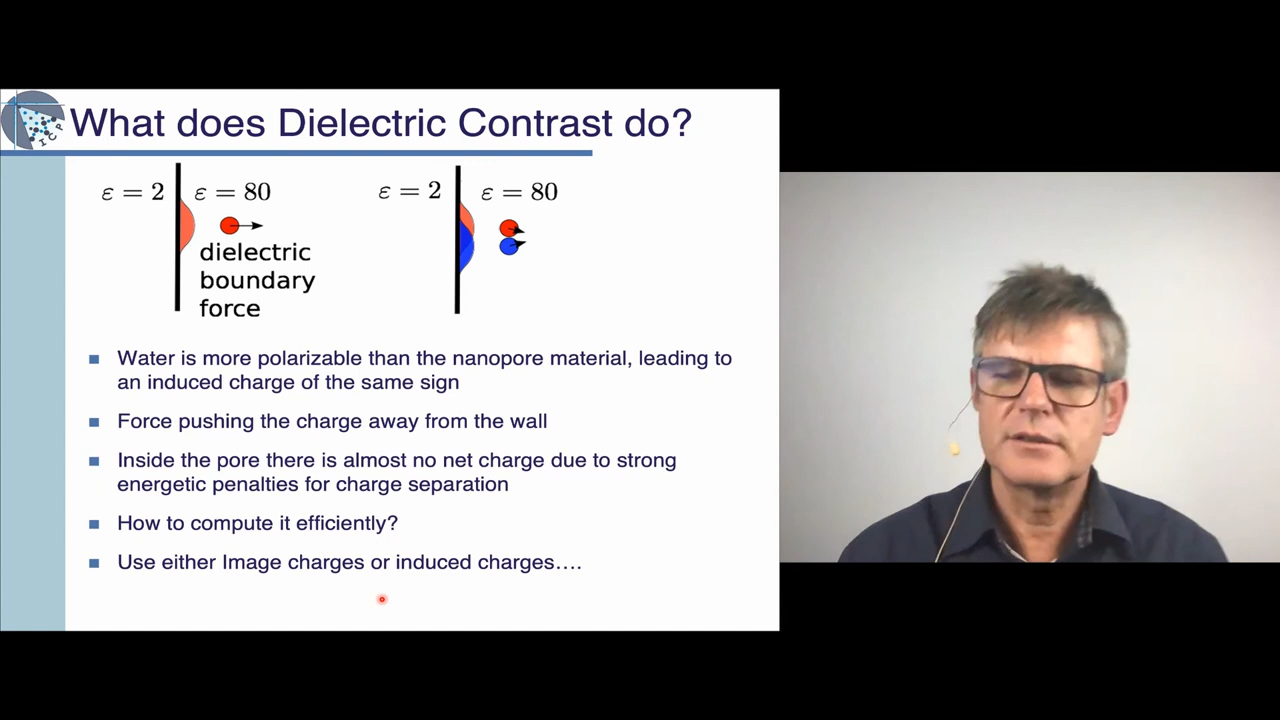 ICP
What does Dielectric Contrast do?
ε = 2 ε = 80
dielectric
boundary
force
ε = 2 ε = 80
Water is more polarizable than the nanopore material, leading to
an induced charge of the same sign
Force pushing the charge away from the wall
Inside the pore there is almost no net charge due to strong
energetic penalties for charge separation
How to compute it efficiently?
Use either Image charges or induced charges….